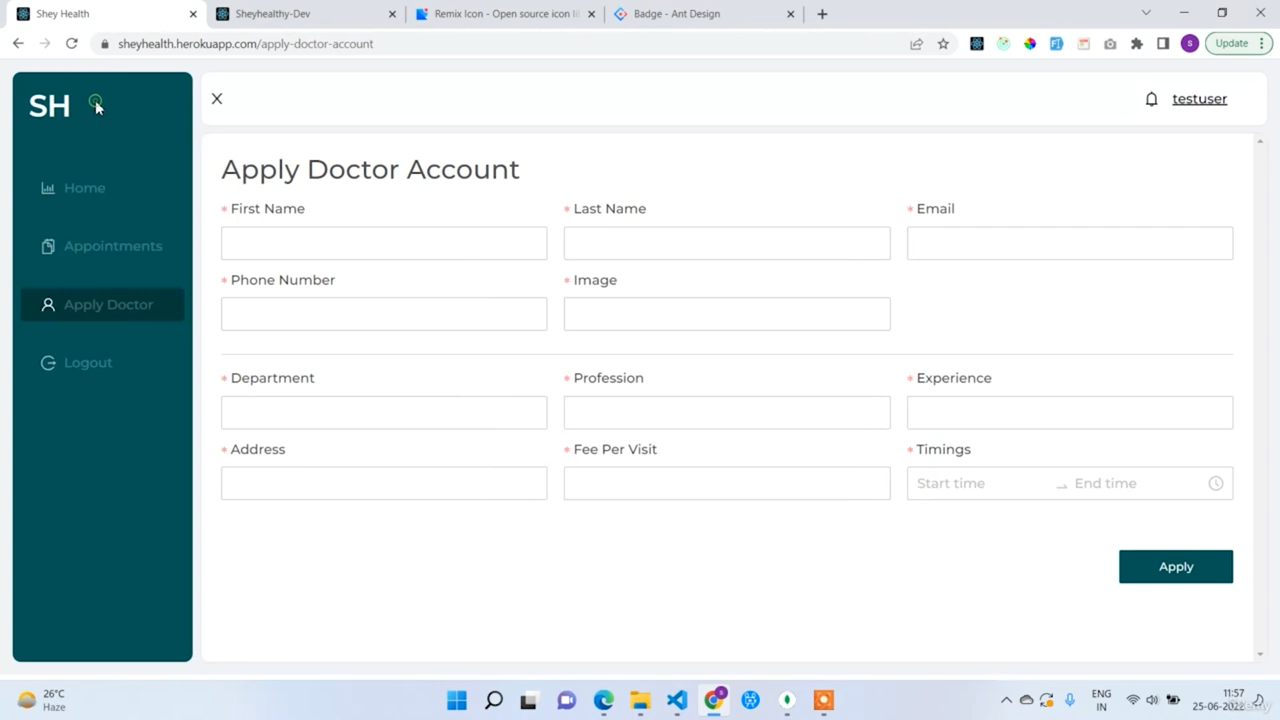 Shey Health
Sheyhealthy-Dev
Remix Icon - Open source icon li
Badge - Ant Design
sheyhealth.herokuapp.com/apply-doctor-account
S
Update
SH
testuser
Home
Appointments
Apply Doctor
Logout
Apply Doctor Account
* First Name
* Last Name
* Email
* Phone Number
* Image
* Department
* Profession
* Experience
* Address
* Fee Per Visit
* Timings
Start time
End time
Apply
26°C
Haze
ENG
IN
11:57
25-06-2022